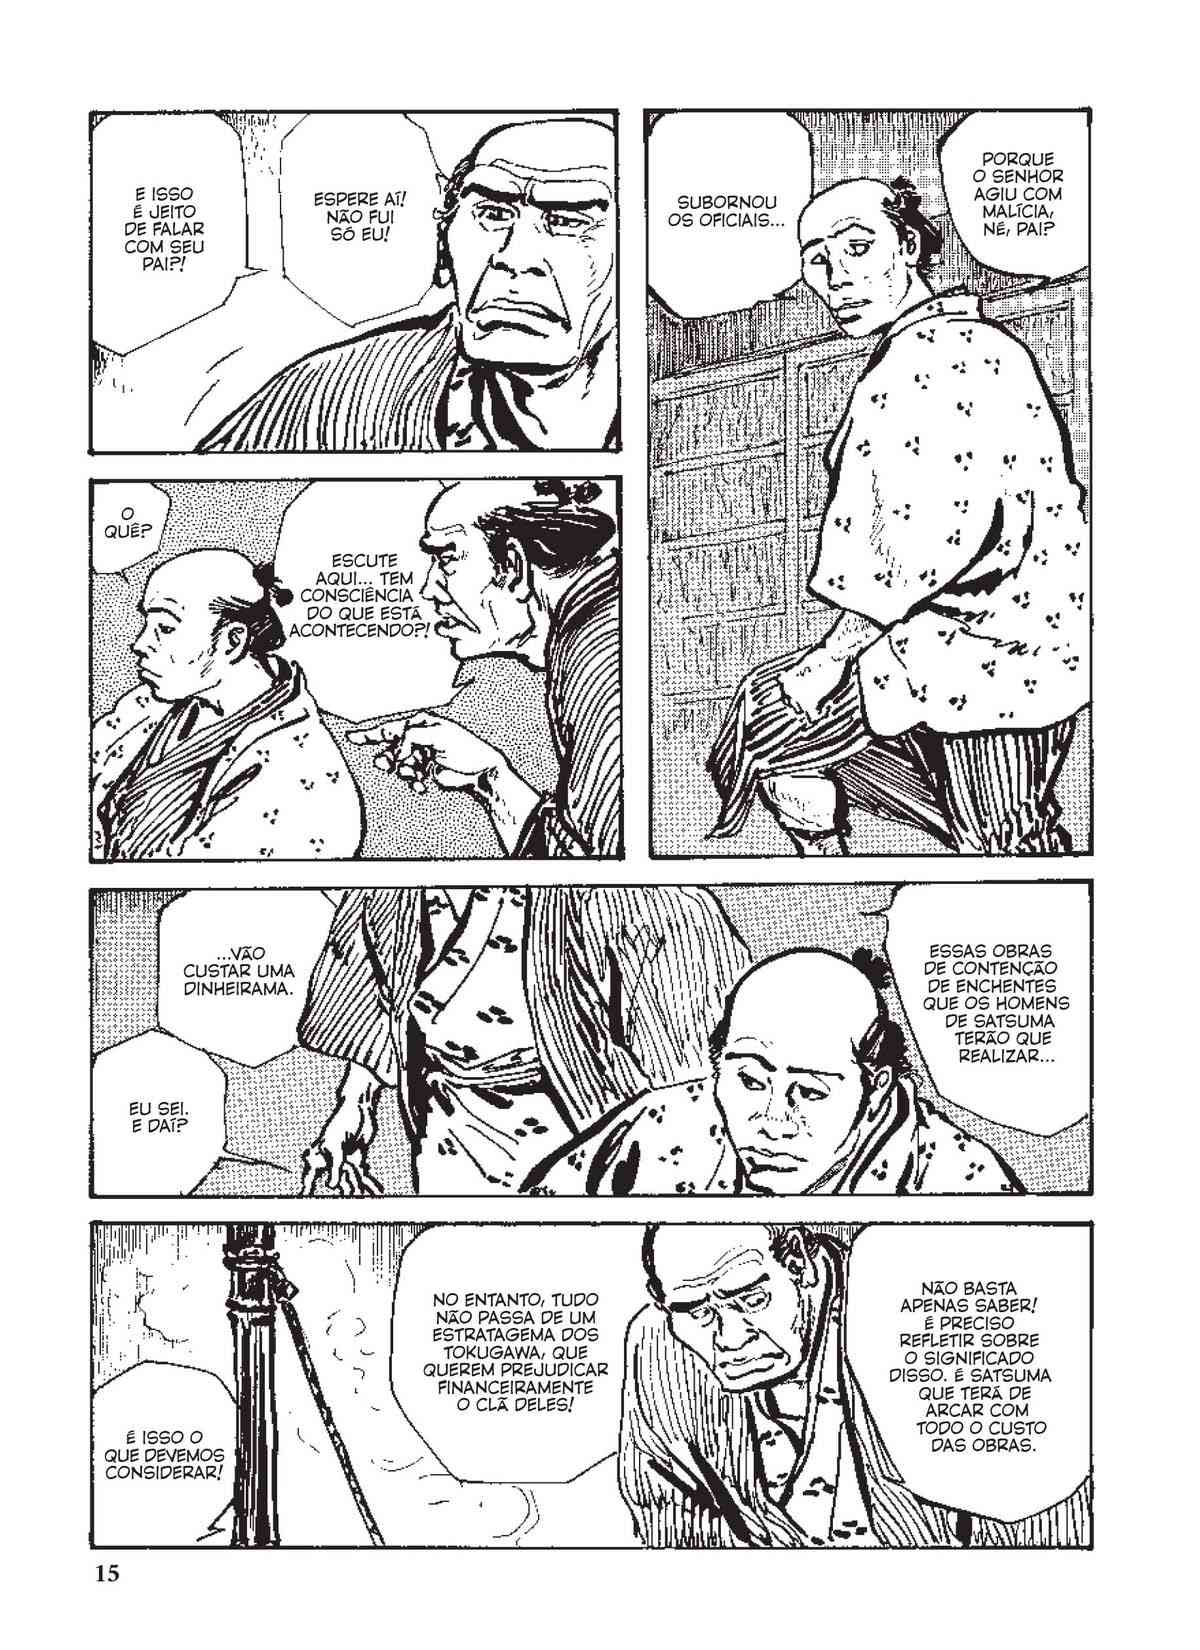 PORQUE
O SENHOR
AGIU COM
MALÍCIA,
NÉ, PAI?
SUBORNOU
OS OFICIAIS...
ESPERE AÍ!
NÃO FUI
SÓ EU!
E ISSO
É JEITO
DE FALAR
COM SEU
PAI?!
ESCUTE
AQUI... TEM
CONSCIÊNCIA
DO QUE ESTÁ
ACONTECENDO?!
O
QUÊ?
ESSAS OBRAS
DE CONTENÇÃO
DE ENCHENTES
QUE OS HOMENS
DE SATSUMA
TERÃO QUE
REALIZAR...
...VÃO
CUSTAR UMA
DINHEIRAMA.
EU SEI.
E DAÍ?
NÃO BASTA
APENAS SABER!
É PRECISO
REFLETIR SOBRE
O SIGNIFICADO
DISSO. É SATSUMA
QUE TERÁ DE
ARCAR COM
TODO O CUSTO
DAS OBRAS.
NO ENTANTO, TUDO
NÃO PASSA DE UM
ESTRATAGEMA DOS
TOKUGAWA, QUE
QUEREM PREJUDICAR
FINANCEIRAMENTE
O CLÃ DELES!
É ISSO O
QUE DEVEMOS
CONSIDERAR!
15